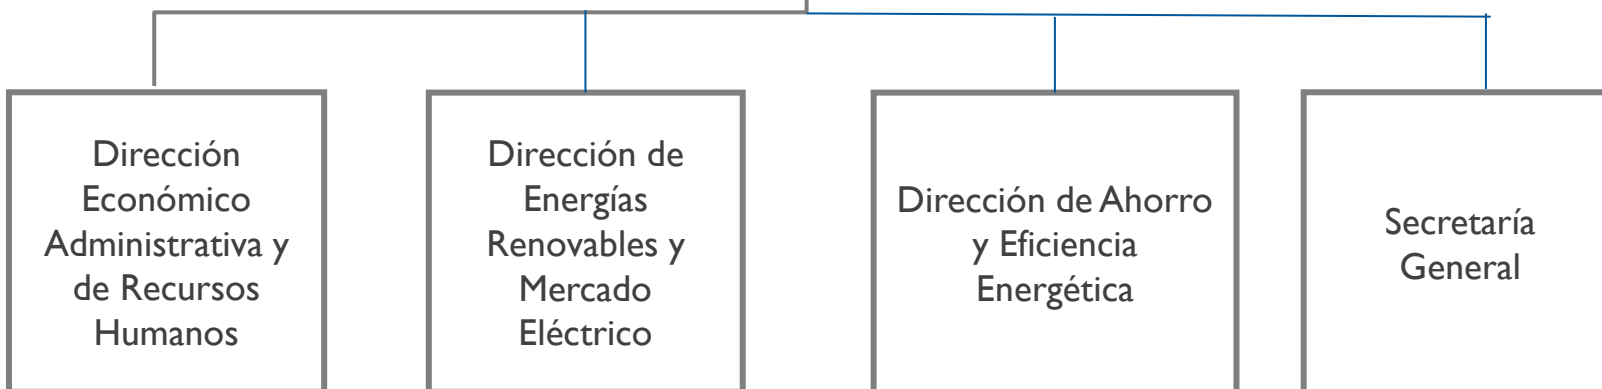 Dirección
Económico
Administrativa y
de Recursos
Humanos
Dirección de
Energías
Renovables y
Mercado
Eléctrico
Dirección de Ahorro
y Eficiencia
Energética
Secretaría
General